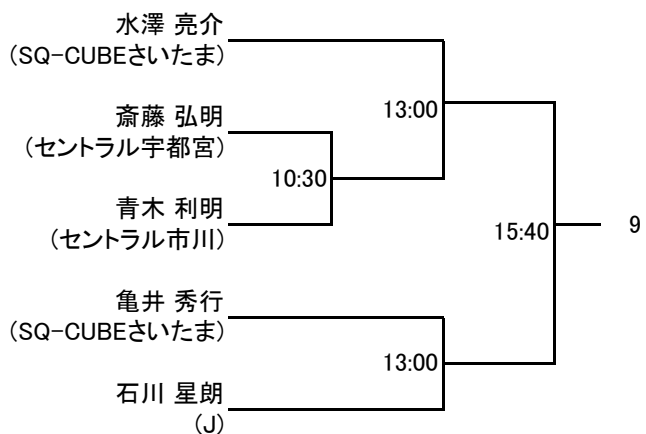 水澤 亮介
(SQ-CUBEさいたま)
13:00
斎藤 弘明
(セントラル宇都宮)
10:30
青木 利明
(セントラル市川)
15:40
9
亀井 秀行
(SQ-CUBEさいたま)
13:00
石川 星朗
(J)